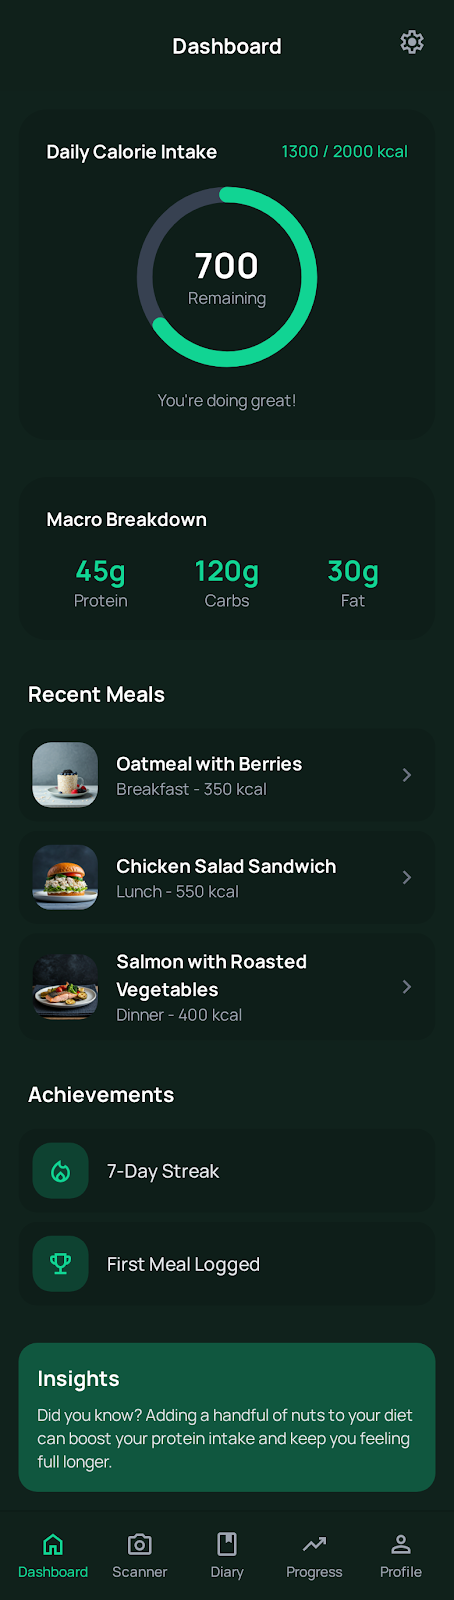 Dashboard
Daily Calorie Intake
1300 / 2000 kcal
700
Remaining
You're doing great!
Macro Breakdown
45g
120g
30g
Protein
Carbs
Fat
Recent Meals
Oatmeal with Berries
Breakfast - 350 kcal
Chicken Salad Sandwich
Lunch - 550 kcal
Salmon with Roasted
Vegetables
Dinner - 400 kcal
Achievements
7-Day Streak
First Meal Logged
Insights
Did you know? Adding a handful of nuts to your diet
can boost your protein intake and keep you feeling
full longer.
Dashboard
Scanner
Diary
Progress
Profile